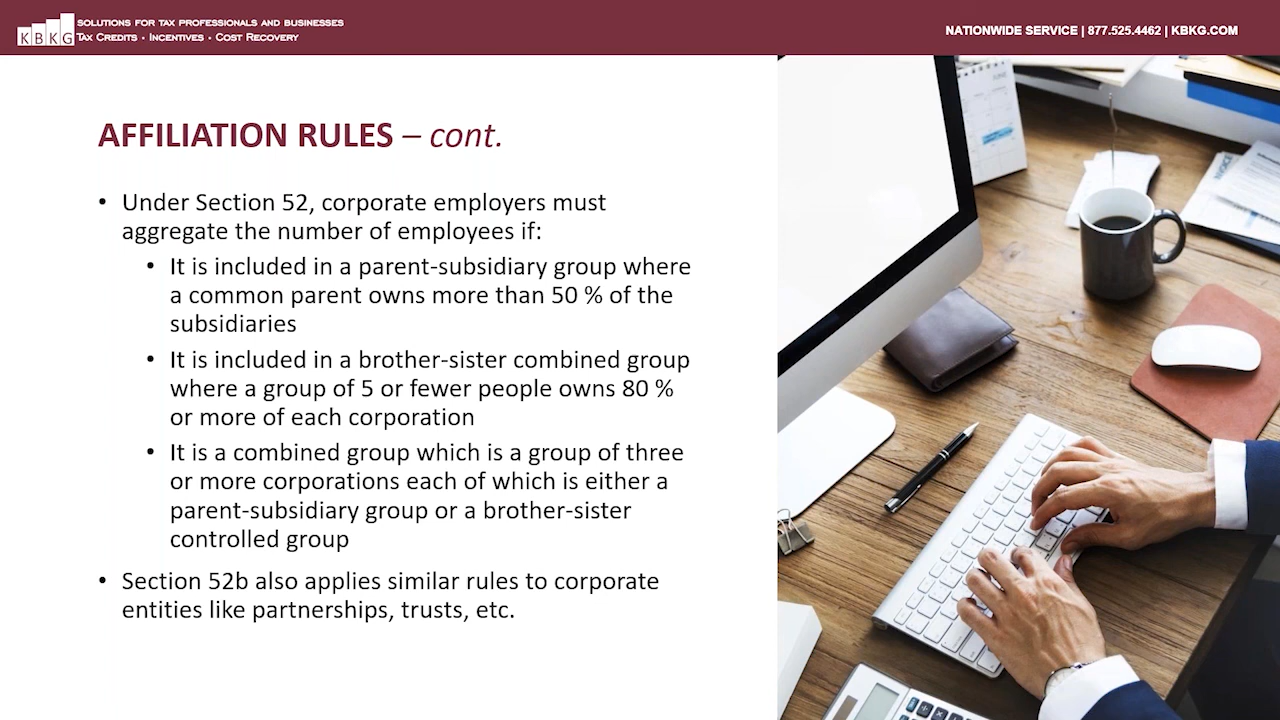 KBKG
SOLUTIONS FOR TAX PROFESSIONALS AND BUSINESSES
TAX CREDITS • INCENTIVES • COST RECOVERY
NATIONWIDE SERVICE | 877.525.4462 | KBKG.COM
AFFILIATION RULES – cont.
• Under Section 52, corporate employers must
aggregate the number of employees if:
• It is included in a parent-subsidiary group where
a common parent owns more than 50 % of the
subsidiaries
• It is included in a brother-sister combined group
where a group of 5 or fewer people owns 80 %
or more of each corporation
• It is a combined group which is a group of three
or more corporations each of which is either a
parent-subsidiary group or a brother-sister
controlled group
• Section 52b also applies similar rules to corporate
entities like partnerships, trusts, etc.
JUNE
INVOICE